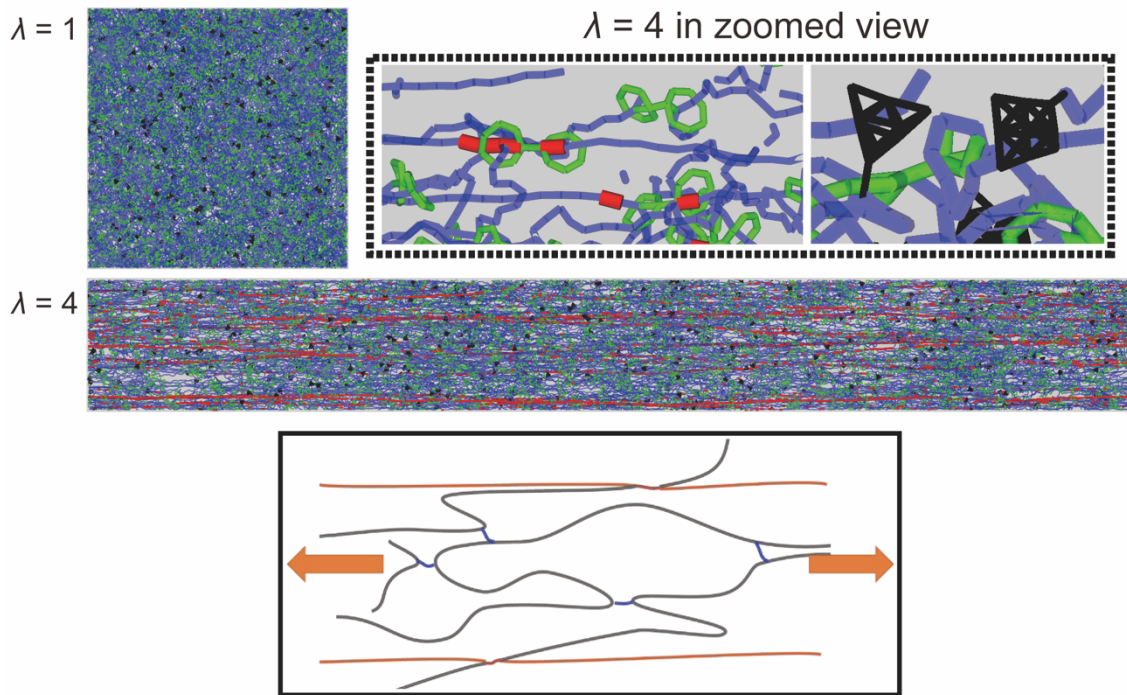 λ = 1
λ = 4 in zoomed view
λ = 4